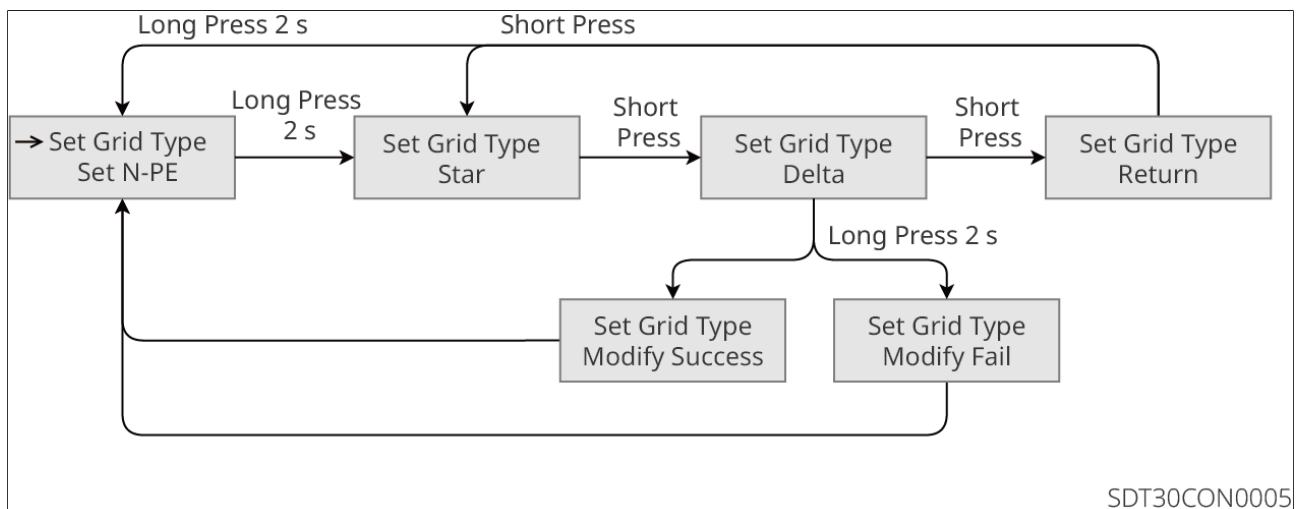 Long Press 2 s
Short Press
Long Press
2 s
Short
Press
Short
Press
Set Grid Type
Set N-PE
Set Grid Type
Star
Set Grid Type
Delta
Set Grid Type
Return
Long Press 2 s
Set Grid Type
Modify Success
Set Grid Type
Modify Fail
SDT30CON0005